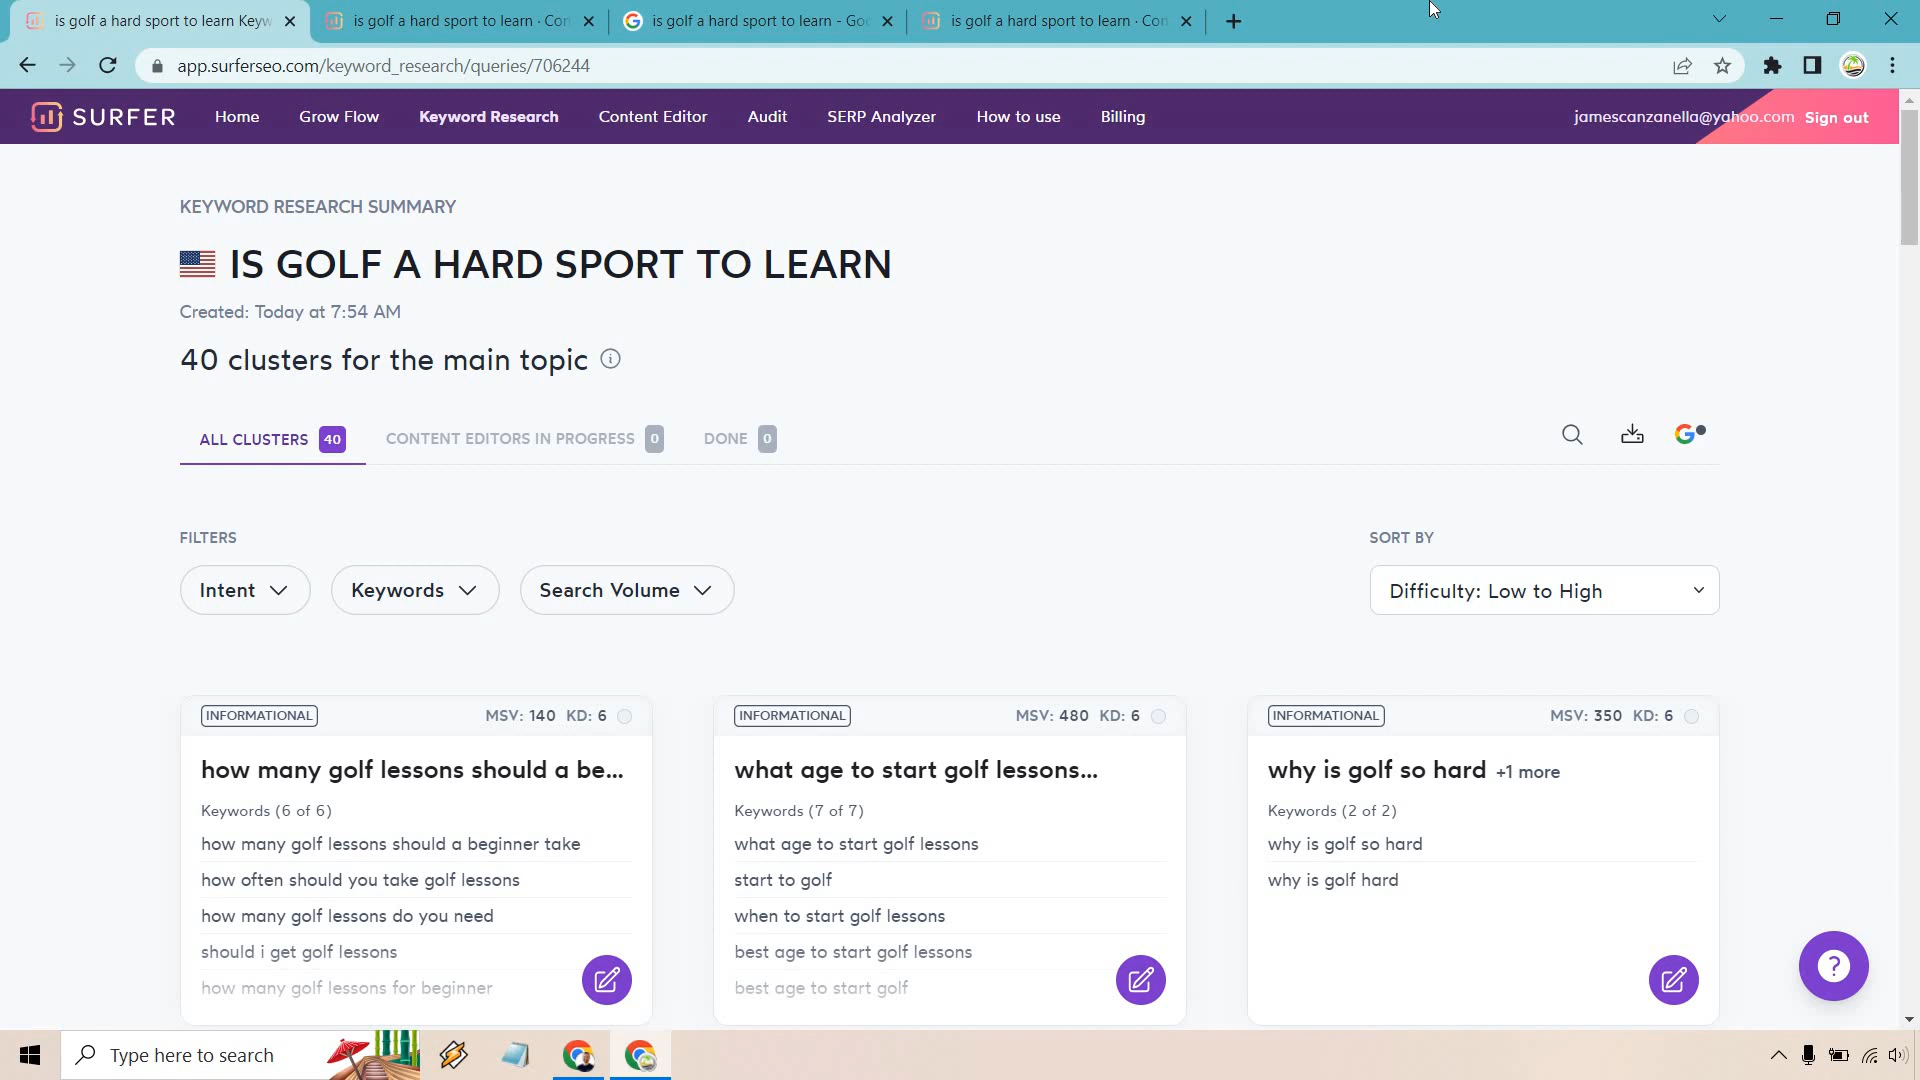 is golf a hard sport to learn Keyw
is golf a hard sport to learn · Con
is golf a hard sport to learn - Goo
is golf a hard sport to learn · Con
app.surferseo.com/keyword_research/queries/706244
SURFER
Home
Grow Flow
Keyword Research
Content Editor
Audit
SERP Analyzer
How to use
Billing
jamescanzanella@yahoo.com
Sign out
KEYWORD RESEARCH SUMMARY
IS GOLF A HARD SPORT TO LEARN
Created: Today at 7:54 AM
40 clusters for the main topic
ALL CLUSTERS 40
CONTENT EDITORS IN PROGRESS 0
DONE 0
FILTERS
SORT BY
Intent
Keywords
Search Volume
Difficulty: Low to High
INFORMATIONAL
MSV: 140 KD: 6
how many golf lessons should a be...
Keywords (6 of 6)
how many golf lessons should a beginner take
how often should you take golf lessons
how many golf lessons do you need
should i get golf lessons
how many golf lessons for beginner
INFORMATIONAL
MSV: 480 KD: 6
what age to start golf lessons...
Keywords (7 of 7)
what age to start golf lessons
start to golf
when to start golf lessons
best age to start golf lessons
best age to start golf
INFORMATIONAL
MSV: 350 KD: 6
why is golf so hard +1 more
Keywords (2 of 2)
why is golf so hard
why is golf hard
?
Type here to search